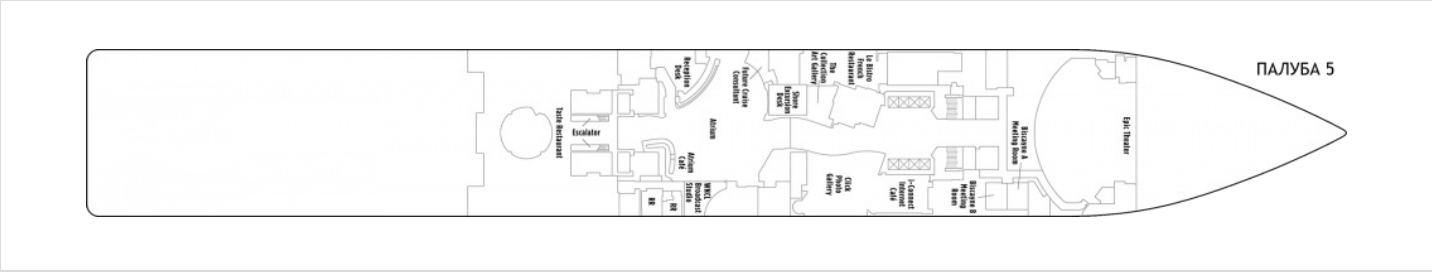 ПАЛУБА 5
Taste Restaurant
Escalator
Reception
Desk
Atrium
Atrium
Café
RR
RR
WNCL
Broadcast
Studio
Future Cruise
Consultant
Shore
Excursion
Desk
The
Collection
Art Gallery
Le Bistro
French
Restaurant
Click
Photo
Gallery
i-Connect
Internet
Café
Biscayne B
Meeting
Room
Biscayne A
Meeting Room
Epic Theater